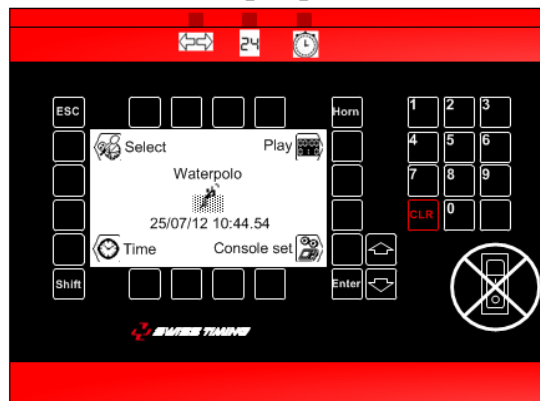 24
ESC
Horn
1 2 3
Select Play
4 5 6
Waterpolo
7 8 9
25/07/12 10:44.54
CLR 0
Time Console set
Shift
Enter
SWISS TIMING